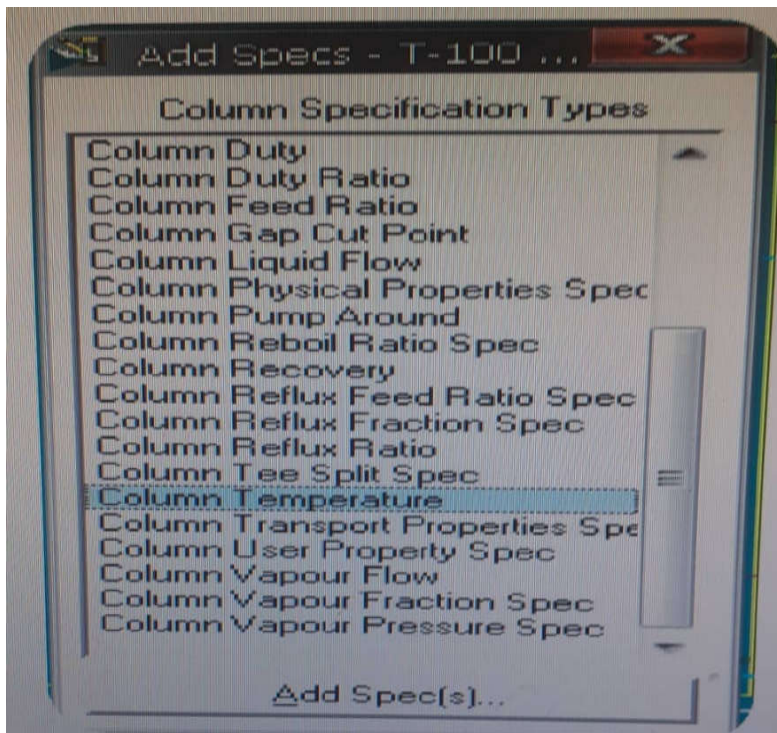 Add Specs - T-100 ...
Column Specification Types
Column Duty
Column Duty Ratio
Column Feed Ratio
Column Gap Cut Point
Column Liquid Flow
Column Physical Properties Spec
Column Pump Around
Column Reboil Ratio Spec
Column Recovery
Column Reflux Feed Ratio Spec
Column Reflux Fraction Spec
Column Reflux Ratio
Column Tee Split Spec
Column Temperature
Column Transport Properties Spe
Column User Property Spec
Column Vapour Flow
Column Vapour Fraction Spec
Column Vapour Pressure Spec
Add Spec(s)...